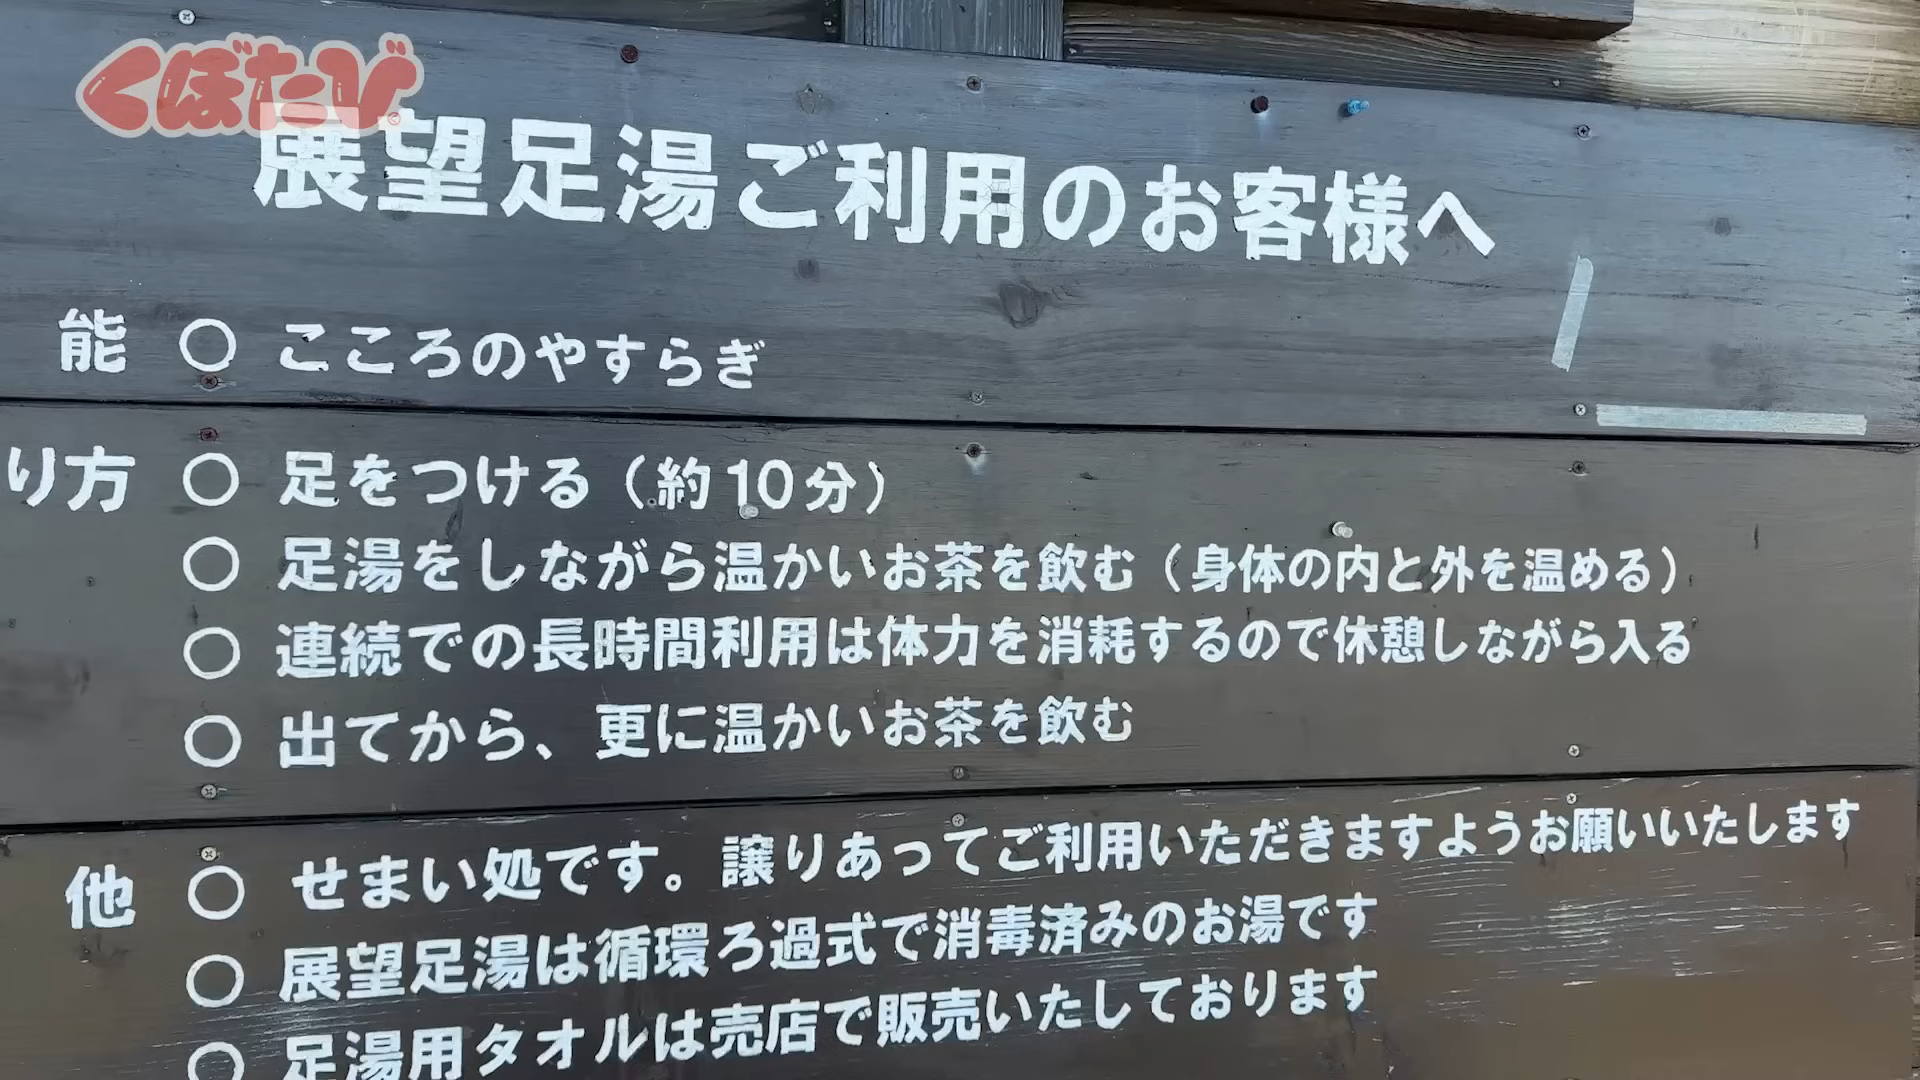 くぼたび
展望足湯ご利用のお客様へ
能 ○ こころのやすらぎ
り方 ○ 足をつける（約10分）
○ 足湯をしながら温かいお茶を飲む（身体の内と外を温める）
○ 連続での長時間利用は体力を消耗するので休憩しながら入る
○ 出てから、更に温かいお茶を飲む
他 ○ せまい処です。譲りあってご利用いただきますようお願いいたします
○ 展望足湯は循環ろ過式で消毒済みのお湯です
○ 足湯用タオルは売店で販売いたしております